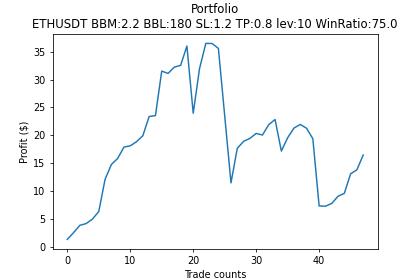 Portfolio
ETHUSDT BBM:2.2 BBL:180 SL:1.2 TP:0.8 lev:10 WinRatio:75.0
35
30
25
20
15
10
5
0
Profit ($)
0 10 20 30 40
Trade counts